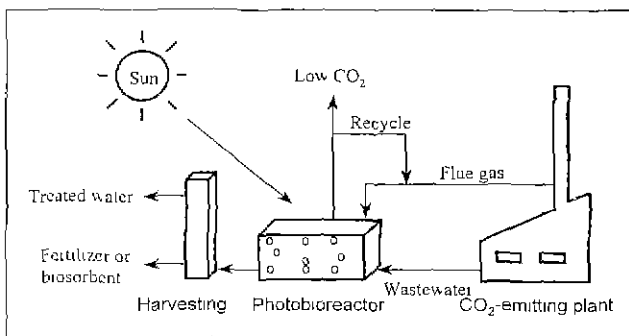 Sun
Low CO₂
Recycle
Flue gas
Treated water
Fertilizer or
biosorbent
Wastewater
Harvesting
Photobioreactor
CO₂-emitting plant